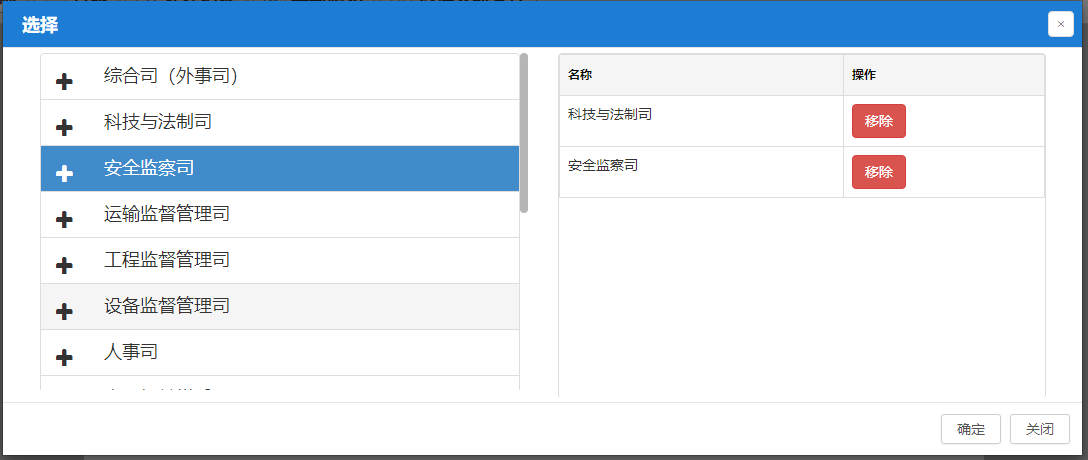 选择
×
综合司（外事司）
科技与法制司
安全监察司
运输监督管理司
工程监督管理司
设备监督管理司
人事司
名称 操作
科技与法制司 移除
安全监察司 移除
确定 关闭